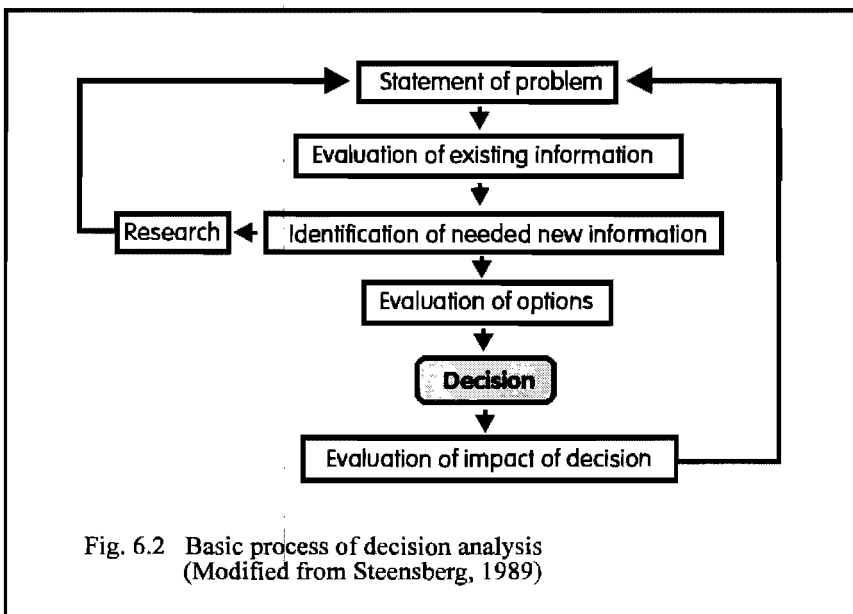 Statement of problem
Evaluation of existing information
Research
Identification of needed new information
Evaluation of options
Decision
Evaluation of impact of decision
Fig. 6.2 Basic process of decision analysis
(Modified from Steensberg, 1989)